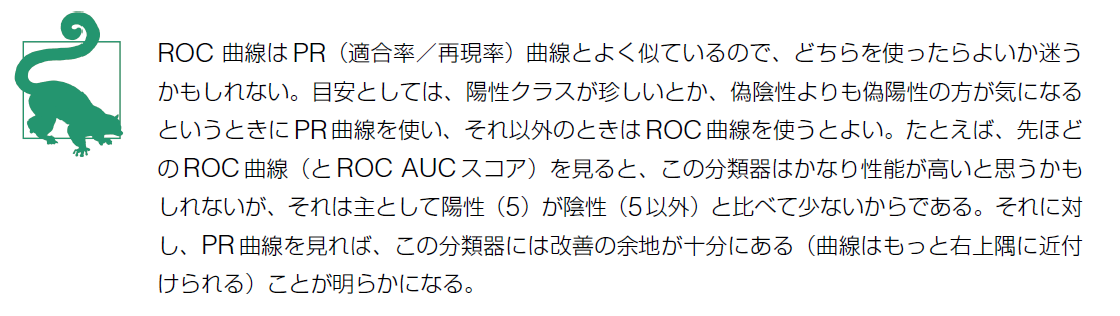 ROC 曲線は PR（適合率／再現率）曲線とよく似ているので、どちらを使ったらよいか迷う
かもしれない。目安としては、陽性クラスが珍しいとか、偽陰性よりも偽陽性の方が気になる
というときに PR 曲線を使い、それ以外のときは ROC 曲線を使うとよい。たとえば、先ほど
の ROC 曲線（と ROC AUC スコア）を見ると、この分類器はかなり性能が高いと思うかも
しれないが、それは主として陽性（5）が陰性（5 以外）と比べて少ないからである。それに対
し、PR 曲線を見れば、この分類器には改善の余地が十分にある（曲線はもっと右上隅に近付
けられる）ことが明らかになる。